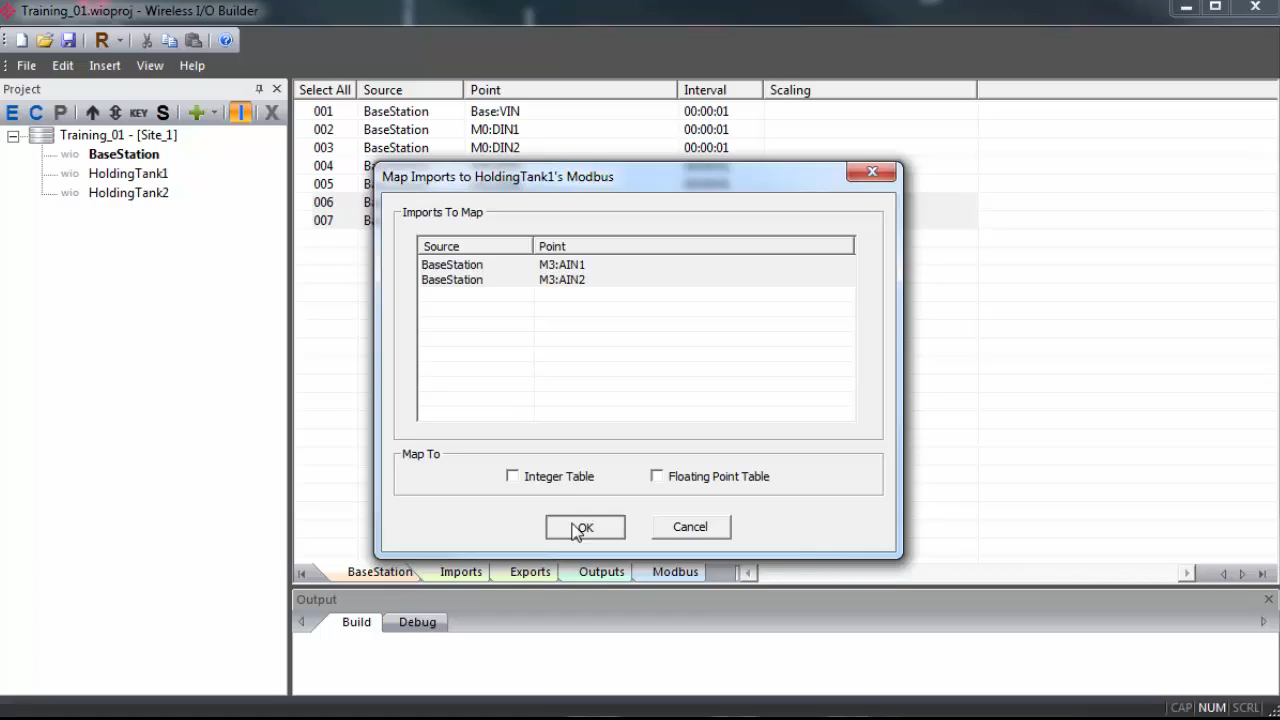 Training_01.wioproj - Wireless I/O Builder
R
File Edit Insert View Help
Project
E C P KEY S I X
Training_01 - [Site_1]
wio BaseStation
wio HoldingTank1
wio HoldingTank2
Select All Source Point Interval Scaling
001 BaseStation Base:VIN 00:00:01
002 BaseStation M0:DIN1 00:00:01
003 BaseStation M0:DIN2 00:00:01
004
005
006
007
Map Imports to HoldingTank1's Modbus
Imports To Map
Source Point
BaseStation M3:AIN1
BaseStation M3:AIN2
Map To
Integer Table Floating Point Table
OK Cancel
BaseStation Imports Exports Outputs Modbus
Output
Build Debug
CAP NUM SCRL